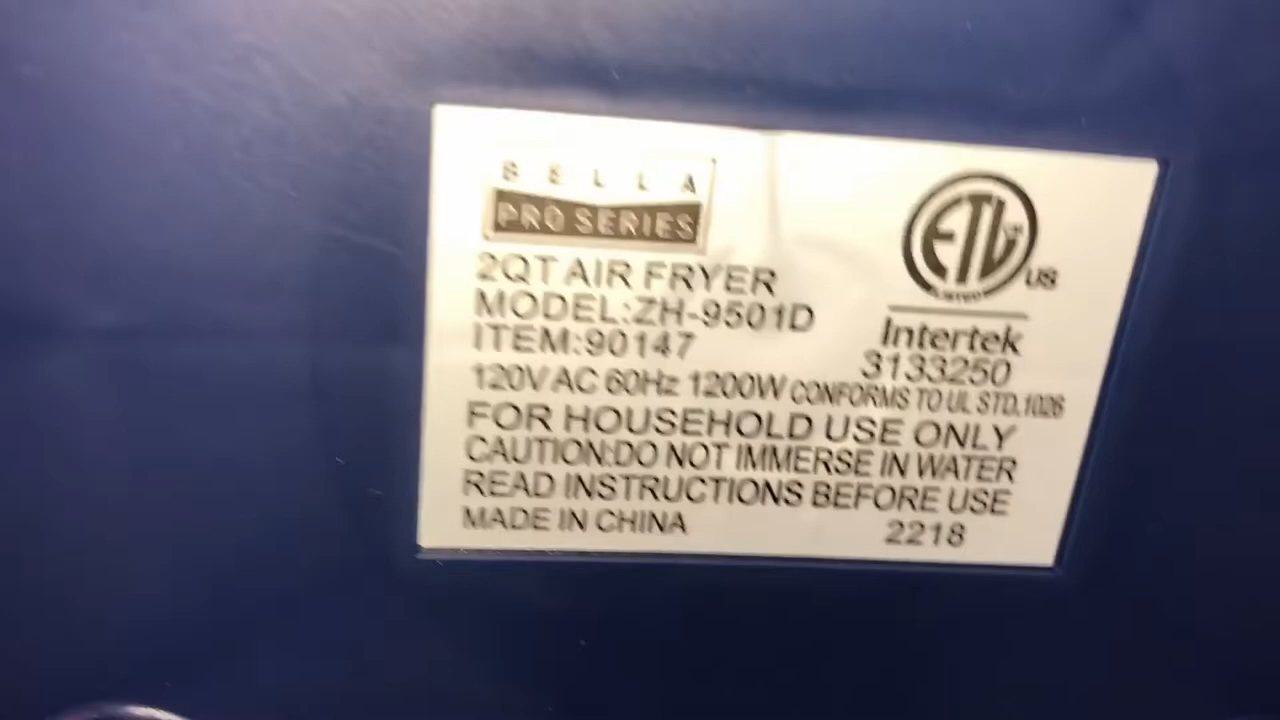 BELLA
PRO SERIES
2QT AIR FRYER
MODEL:ZH-9501D
ITEM:90147
ETL
LISTED
US
Intertek
3133250
120V AC 60Hz 1200W CONFORMS TO UL STD.1026
FOR HOUSEHOLD USE ONLY
CAUTION:DO NOT IMMERSE IN WATER
READ INSTRUCTIONS BEFORE USE
MADE IN CHINA 2218